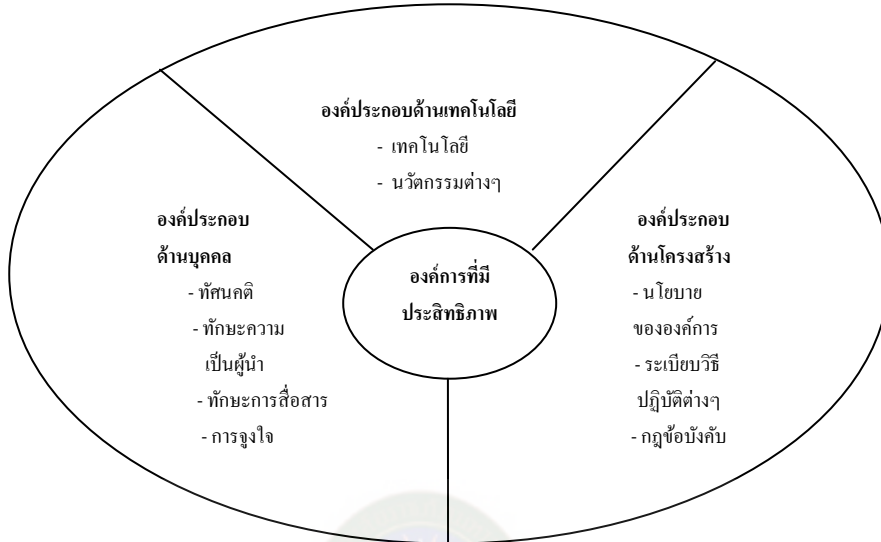 องค์ประกอบด้านเทคโนโลยี
- เทคโนโลยี
- นวัตกรรมต่างๆ
องค์ประกอบ
ด้านบุคคล
- ทัศนคติ
- ทักษะความ
เป็นผู้นำ
- ทักษะการสื่อสาร
- การจูงใจ
องค์การที่มี
ประสิทธิภาพ
องค์ประกอบ
ด้านโครงสร้าง
- นโยบาย
ขององค์การ
- ระเบียบวิธี
ปฏิบัติต่างๆ
- กฎข้อบังคับ